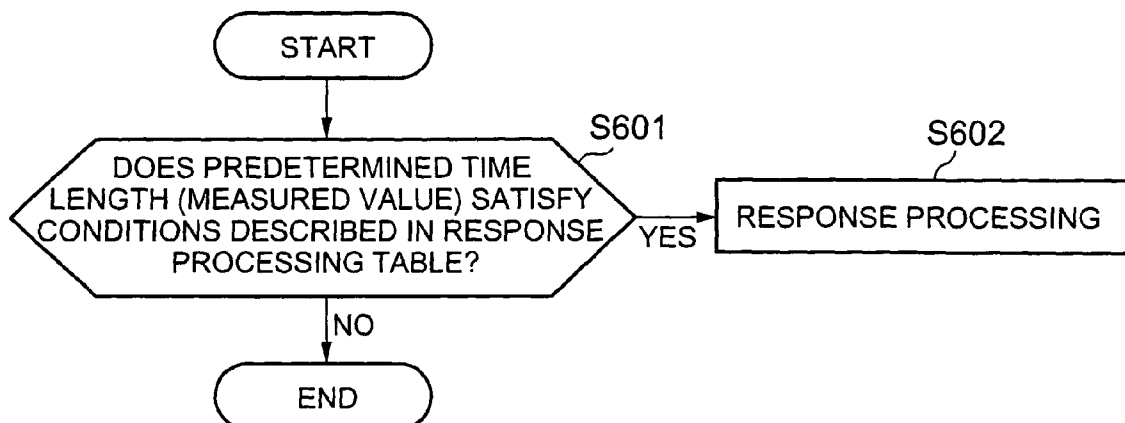 START
S601
DOES PREDETERMINED TIME
LENGTH (MEASURED VALUE) SATISFY
CONDITIONS DESCRIBED IN RESPONSE
PROCESSING TABLE?
YES
S602
RESPONSE PROCESSING
NO
END